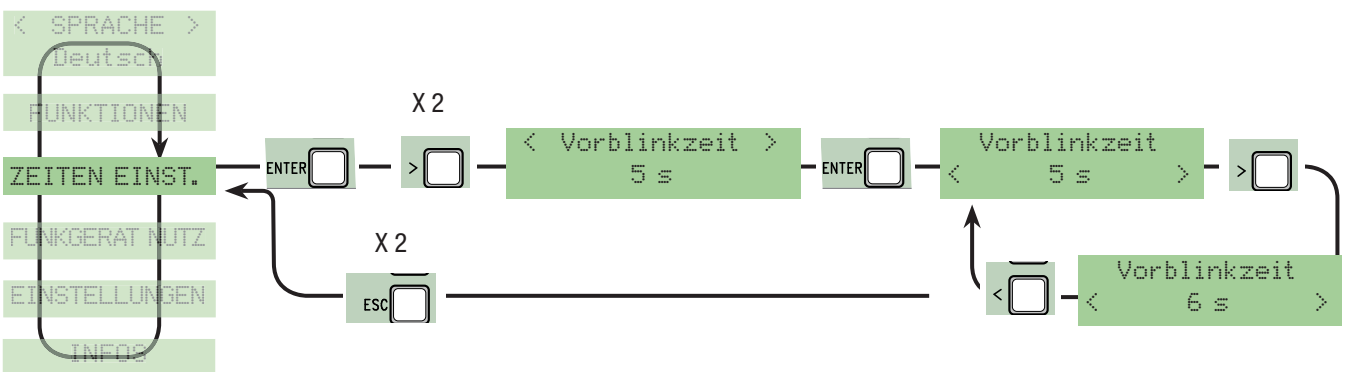 < SPRACHE >
Deutsch
FUNKTIONEN
ZEITEN EINST.
FUNKGERAT NUTZ
EINSTELLUNGEN
INFOS
ENTER
X 2
>
< Vorblinkzeit >
5 s
ENTER
Vorblinkzeit
< 5 s >
>
Vorblinkzeit
< 6 s >
<
X 2
ESC